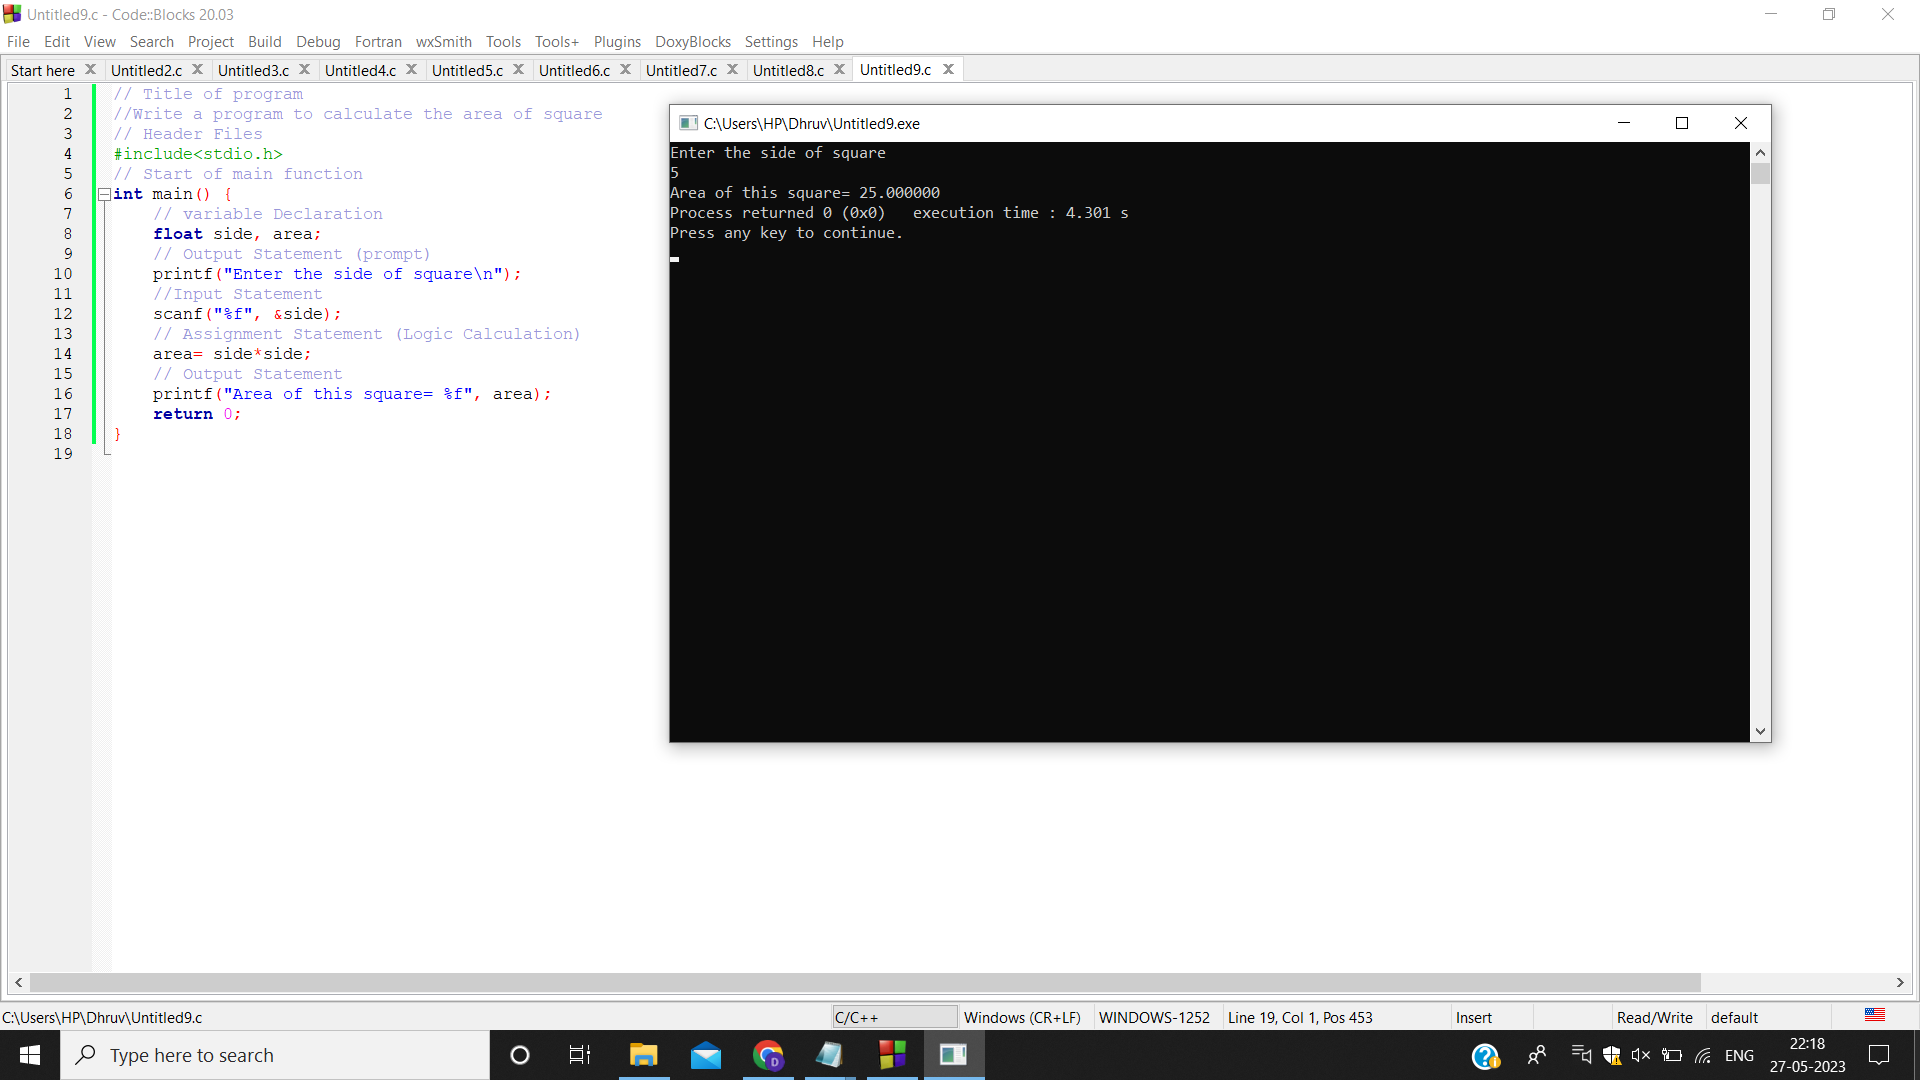 Untitled9.c - Code::Blocks 20.03
File Edit View Search Project Build Debug Fortran wxSmith Tools Tools+ Plugins DoxyBlocks Settings Help
Start here Untitled2.c Untitled3.c Untitled4.c Untitled5.c Untitled6.c Untitled7.c Untitled8.c Untitled9.c
1 // Title of program
2 //Write a program to calculate the area of square
3 // Header Files
4 #include<stdio.h>
5 // Start of main function
6 int main() {
7 // variable Declaration
8 float side, area;
9 // Output Statement (prompt)
10 printf("Enter the side of square\n");
11 //Input Statement
12 scanf("%f", &side);
13 // Assignment Statement (Logic Calculation)
14 area= side*side;
15 // Output Statement
16 printf("Area of this square= %f", area);
17 return 0;
18 }
19
C:\Users\HP\Dhruv\Untitled9.exe
Enter the side of square
5
Area of this square= 25.000000
Process returned 0 (0x0)   execution time : 4.301 s
Press any key to continue.
C:\Users\HP\Dhruv\Untitled9.c C/C++ Windows (CR+LF) WINDOWS-1252 Line 19, Col 1, Pos 453 Insert Read/Write default
Type here to search
D
ENG
22:18
27-05-2023